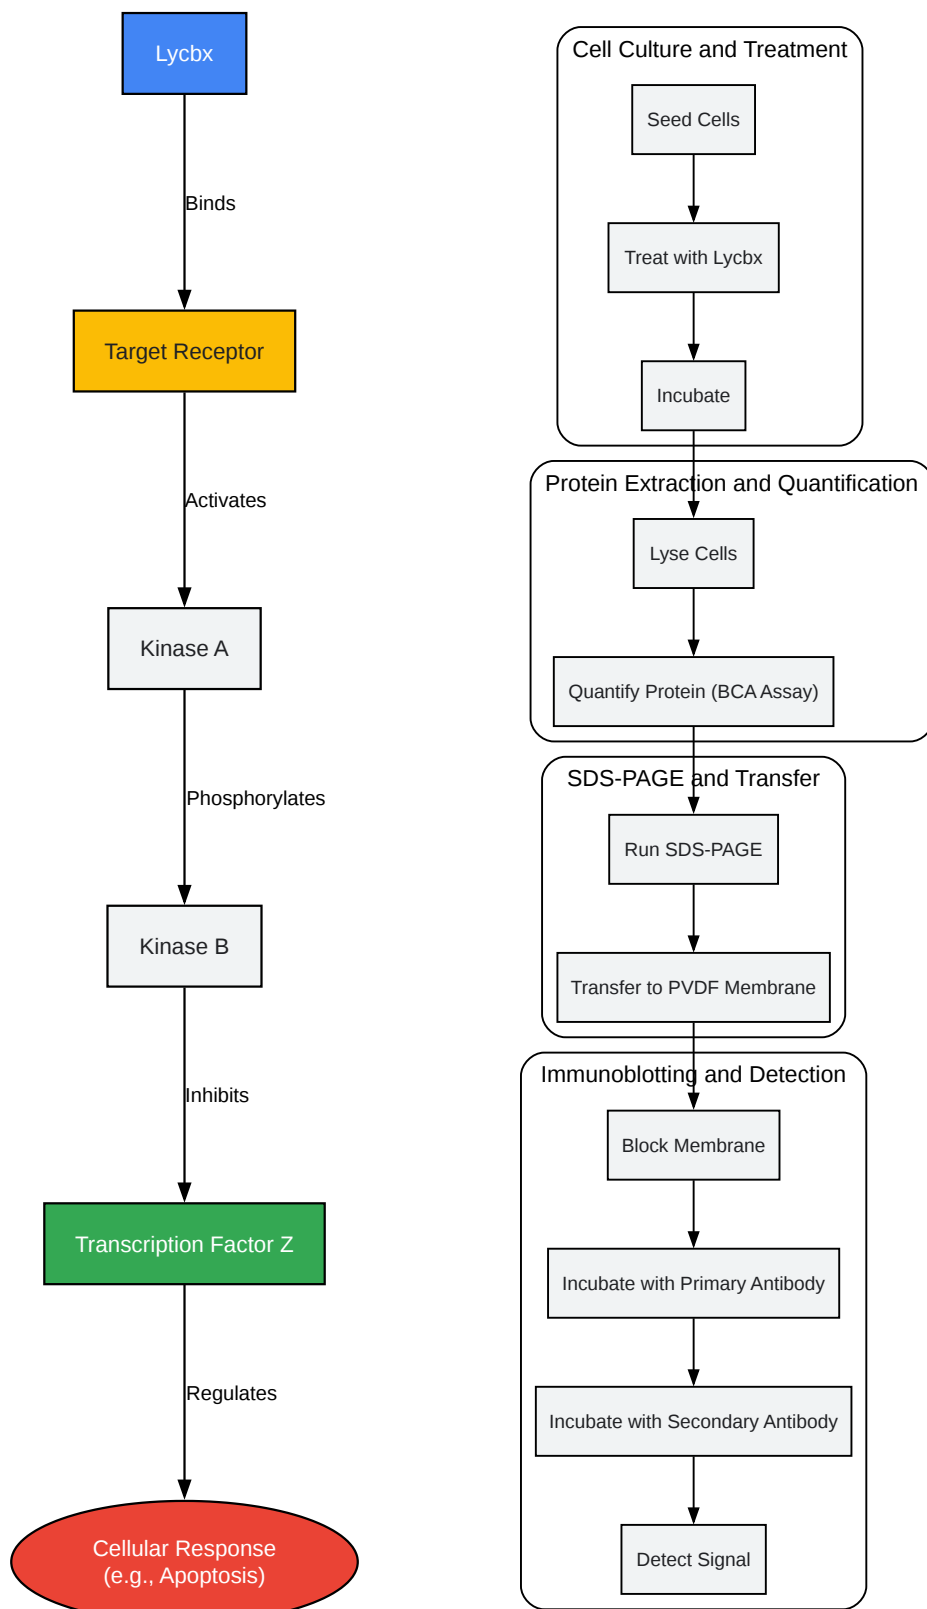 Lycbx
Binds
Target Receptor
Activates
Kinase A
Phosphorylates
Kinase B
Inhibits
Transcription Factor Z
Regulates
Cellular Response
(e.g., Apoptosis)
Cell Culture and Treatment
Seed Cells
Treat with Lycbx
Incubate
Protein Extraction and Quantification
Lyse Cells
Quantify Protein (BCA Assay)
SDS-PAGE and Transfer
Run SDS-PAGE
Transfer to PVDF Membrane
Immunoblotting and Detection
Block Membrane
Incubate with Primary Antibody
Incubate with Secondary Antibody
Detect Signal